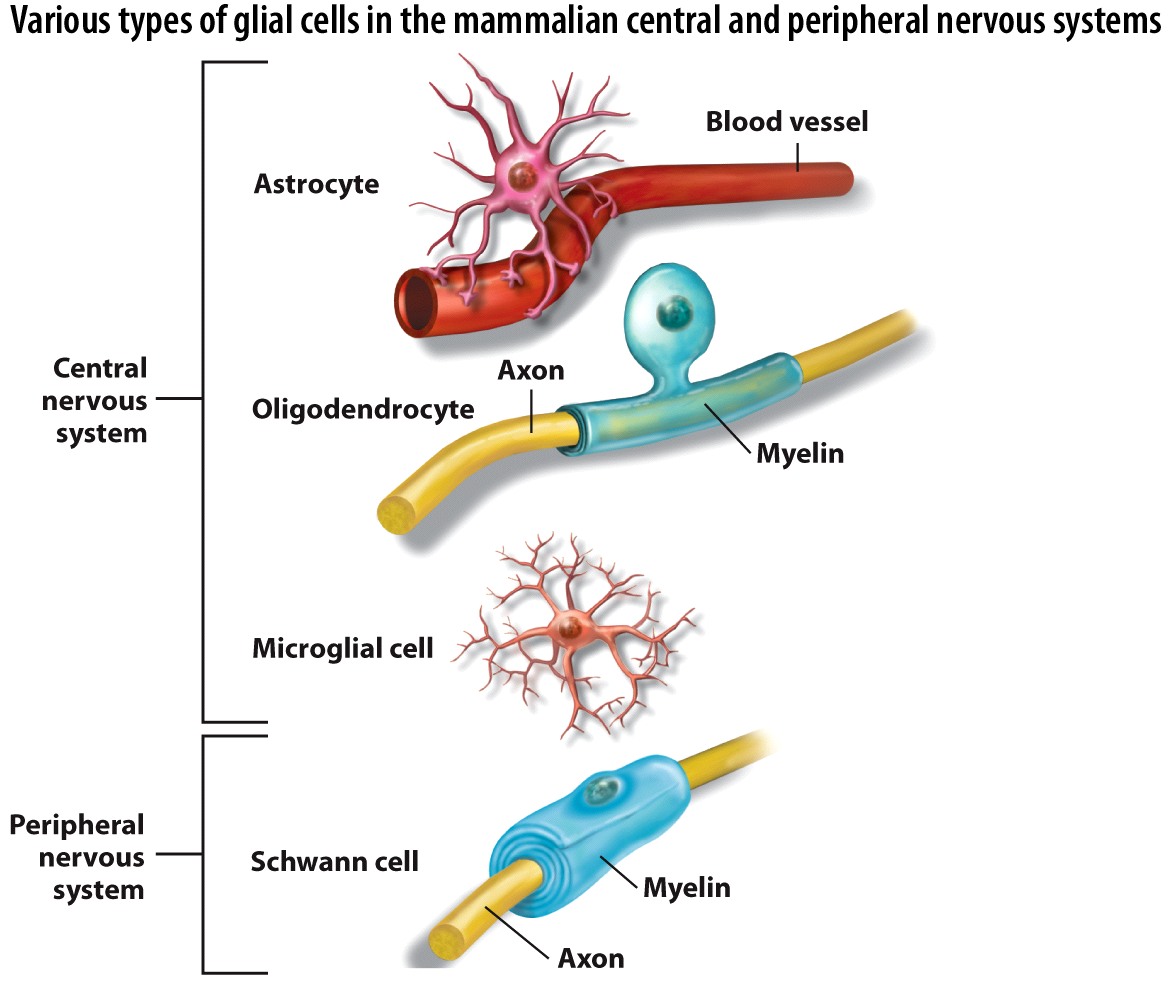 Various types of glial cells in the mammalian central and peripheral nervous systems
Blood vessel
Astrocyte
Central
nervous
system
Axon
Oligodendrocyte
Myelin
Microglial cell
Peripheral
nervous
system
Schwann cell
Myelin
Axon